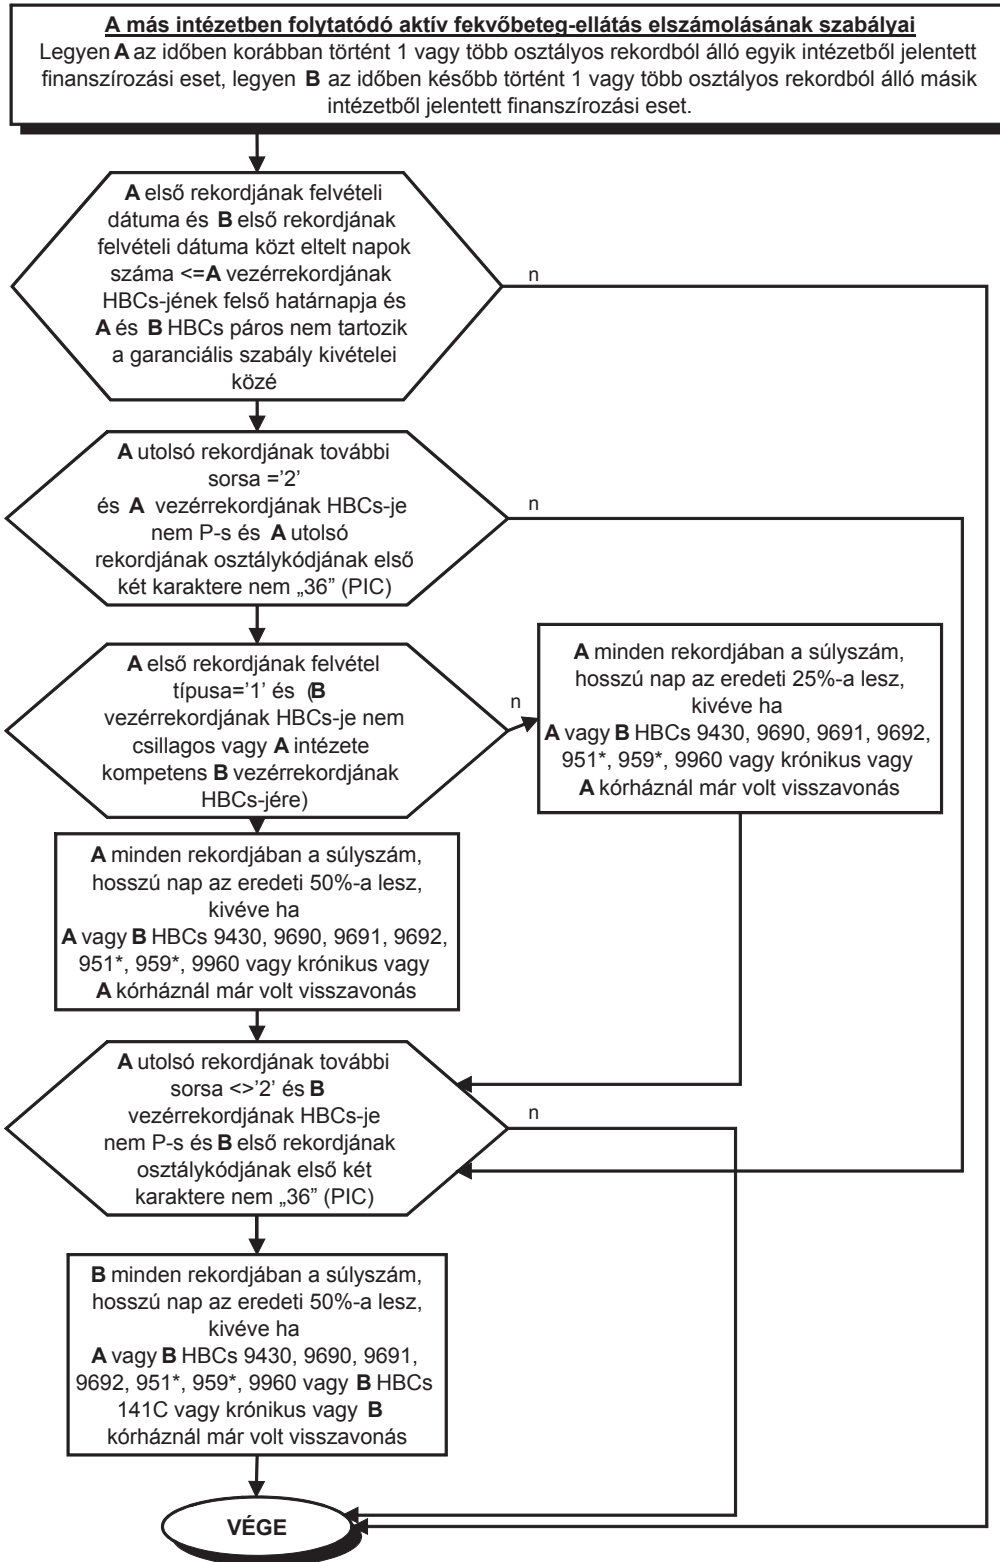 A más intézetben folytatódó aktív fekvőbeteg-ellátás elszámolásának szabályai
Legyen A az időben korábban történt 1 vagy több osztályos rekordból álló egyik intézetből jelentett
finanszírozási eset, legyen B az időben később történt 1 vagy több osztályos rekordból álló másik
intézetből jelentett finanszírozási eset.
A első rekordjának felvételi
dátuma és B első rekordjának
felvételi dátuma közt eltelt napok
száma <=A vezérrekordjának
HBCs-jének felső határnapja és
A és B HBCs páros nem tartozik
a garanciális szabály kivételei
közé
n
A utolsó rekordjának további
sorsa ='2'
és A vezérrekordjának HBCs-je
nem P-s és A utolsó
rekordjának osztálykódjának első
két karaktere nem „36” (PIC)
n
A első rekordjának felvétel
típusa='1' és (B
vezérrekordjának HBCs-je nem
csillagos vagy A intézete
kompetens B vezérrekordjának
HBCs-jére)
n
A minden rekordjában a súlyszám,
hosszú nap az eredeti 25%-a lesz,
kivéve ha
A vagy B HBCs 9430, 9690, 9691, 9692,
951*, 959*, 9960 vagy krónikus vagy
A kórháznál már volt visszavonás
A minden rekordjában a súlyszám,
hosszú nap az eredeti 50%-a lesz,
kivéve ha
A vagy B HBCs 9430, 9690, 9691, 9692,
951*, 959*, 9960 vagy krónikus vagy
A kórháznál már volt visszavonás
A utolsó rekordjának további
sorsa <>'2' és B
vezérrekordjának HBCs-je
nem P-s és B első rekordjának
osztálykódjának első két
karaktere nem „36” (PIC)
n
B minden rekordjában a súlyszám,
hosszú nap az eredeti 50%-a lesz,
kivéve ha
A vagy B HBCs 9430, 9690, 9691,
9692, 951*, 959*, 9960 vagy B HBCs
141C vagy krónikus vagy B
kórháznál már volt visszavonás
VÉGE